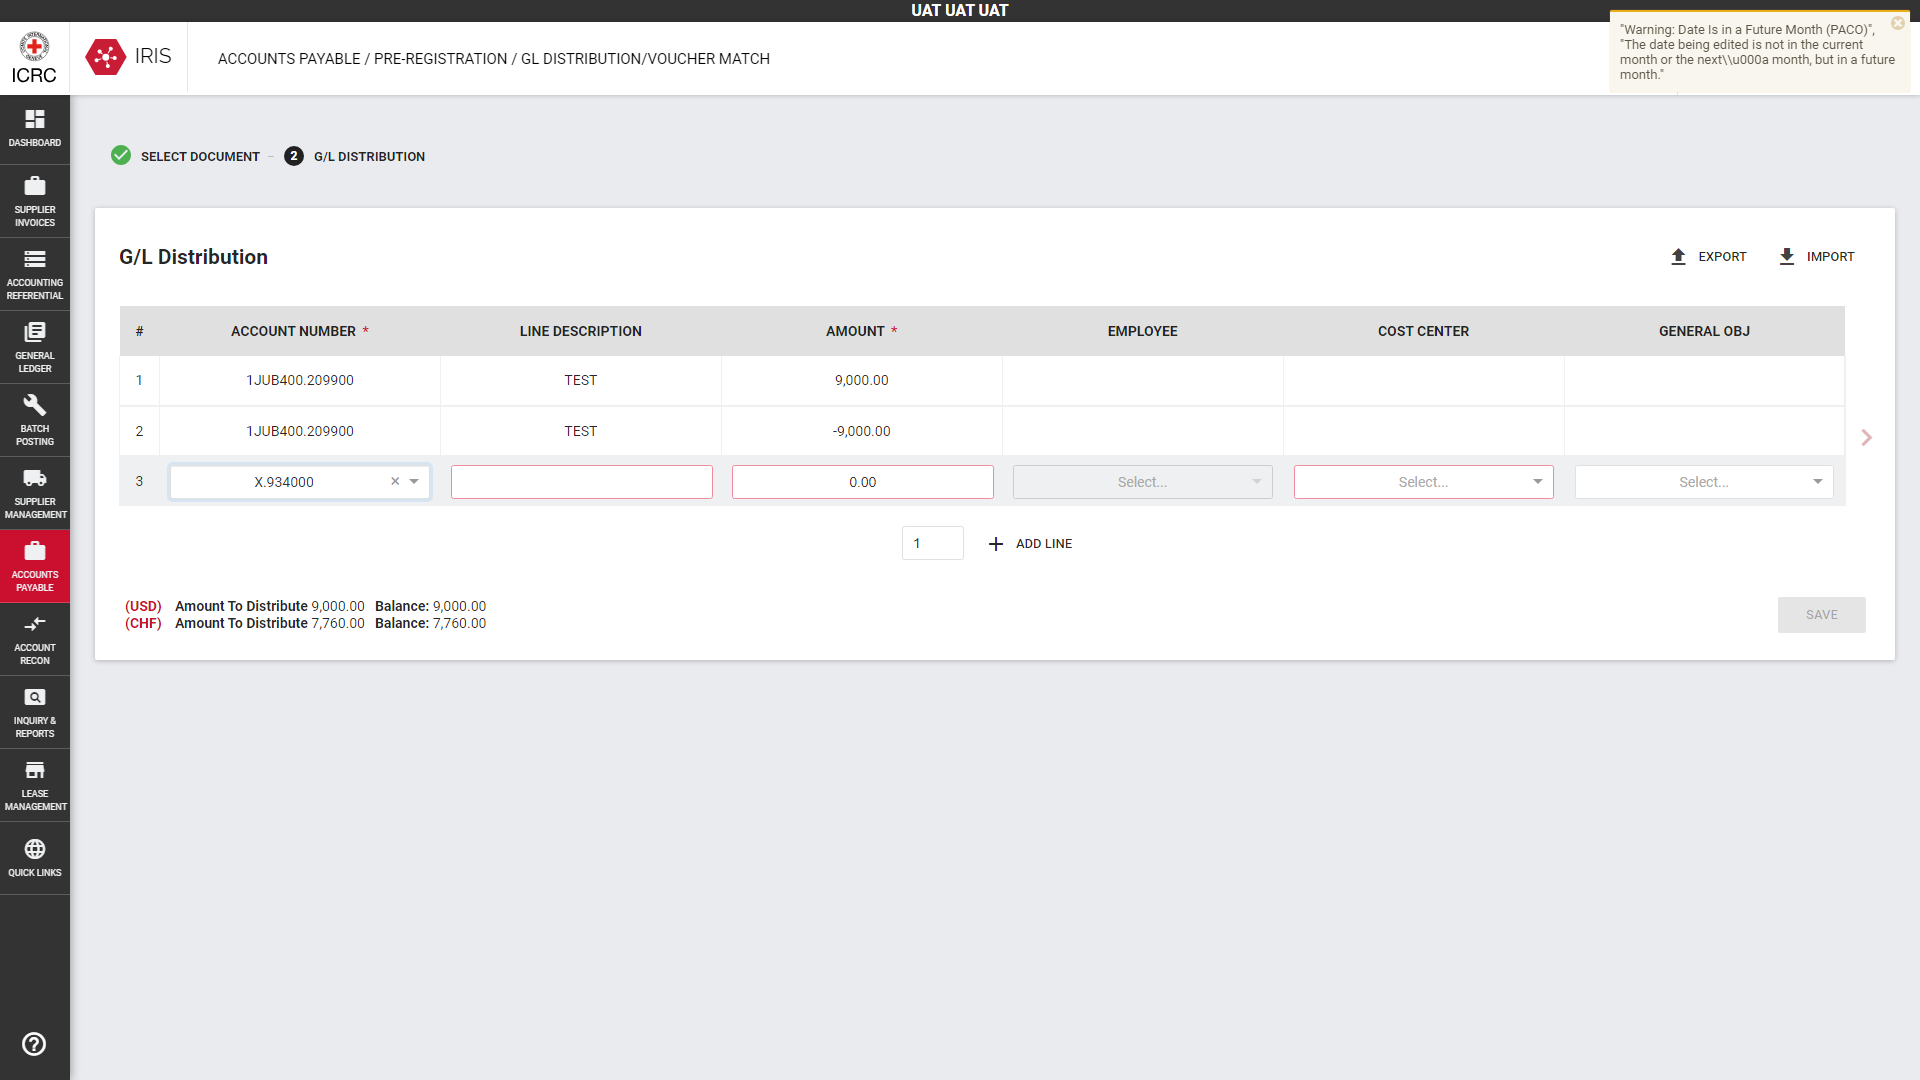 UAT UAT UAT
ICRC
IRIS
ACCOUNTS PAYABLE / PRE-REGISTRATION / GL DISTRIBUTION/VOUCHER MATCH
"Warning: Date Is in a Future Month (PACO)",
"The date being edited is not in the current
month or the next\\u000a month, but in a future
month."
DASHBOARD
SUPPLIER
INVOICES
ACCOUNTING
REFERENTIAL
GENERAL
LEDGER
BATCH
POSTING
SUPPLIER
MANAGEMENT
ACCOUNTS
PAYABLE
ACCOUNT
RECON
INQUIRY &
REPORTS
LEASE
MANAGEMENT
QUICK LINKS
SELECT DOCUMENT – 2 G/L DISTRIBUTION
G/L Distribution
EXPORT IMPORT
# ACCOUNT NUMBER * LINE DESCRIPTION AMOUNT * EMPLOYEE COST CENTER GENERAL OBJ
1 1JUB400.209900 TEST 9,000.00
2 1JUB400.209900 TEST -9,000.00
3 X.934000 × 0.00 Select... Select... Select...
1 + ADD LINE
(USD) Amount To Distribute 9,000.00 Balance: 9,000.00
(CHF) Amount To Distribute 7,760.00 Balance: 7,760.00
SAVE